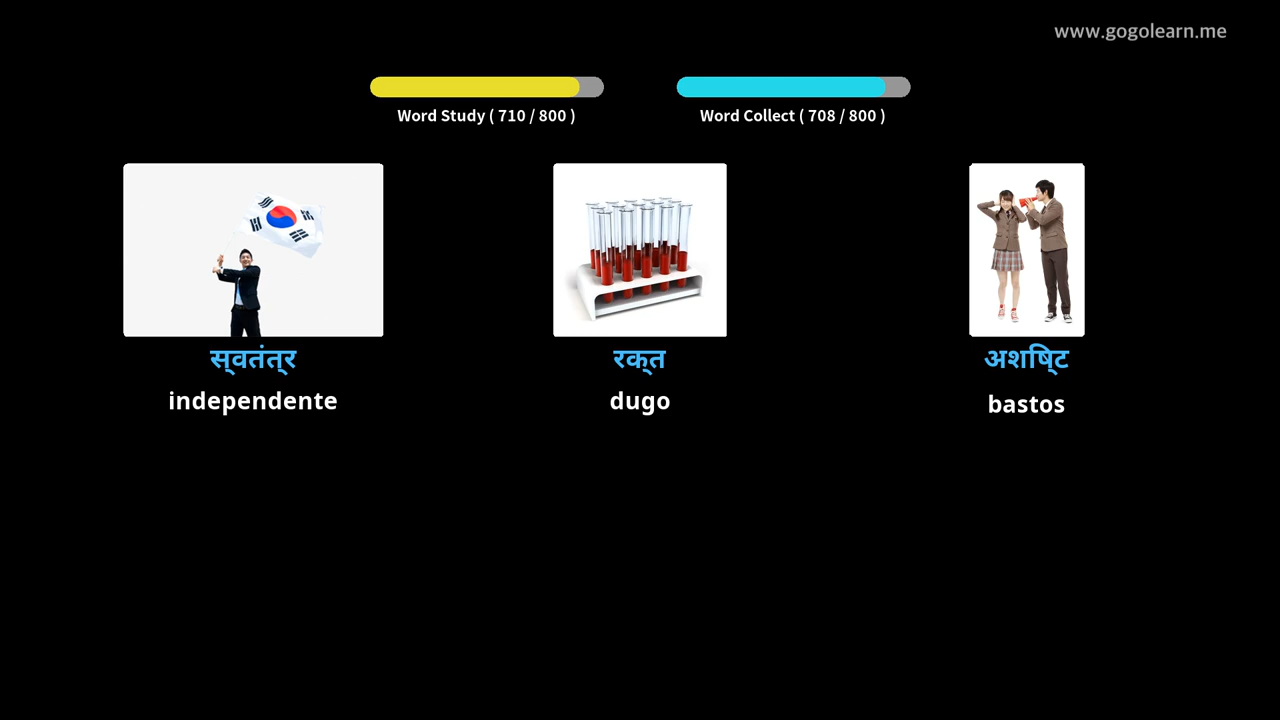 www.gogolearn.me
Word Study ( 710 / 800 )
Word Collect ( 708 / 800 )
स्वतंत्र
रक्त
अशिष्ट
independente
dugo
bastos